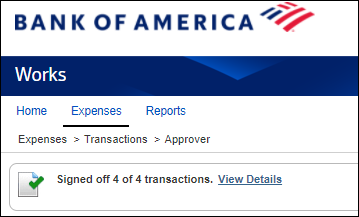 BANK OF AMERICA
Works
Home Expenses Reports
Expenses > Transactions > Approver
Signed off 4 of 4 transactions. View Details